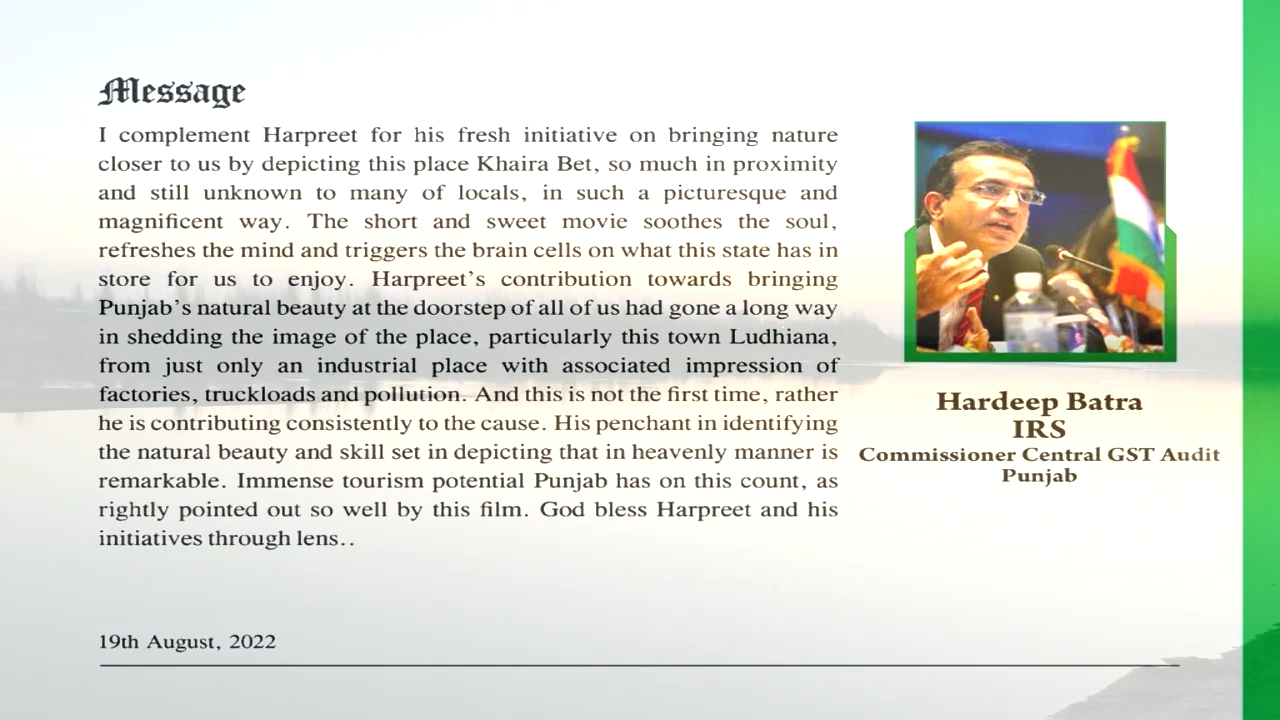 Message
I complement Harpreet for his fresh initiative on bringing nature
closer to us by depicting this place Khaira Bet, so much in proximity
and still unknown to many of locals, in such a picturesque and
magnificent way. The short and sweet movie soothes the soul,
refreshes the mind and triggers the brain cells on what this state has in
store for us to enjoy. Harpreet's contribution towards bringing
Punjab's natural beauty at the doorstep of all of us had gone a long way
in shedding the image of the place, particularly this town Ludhiana,
from just only an industrial place with associated impression of
factories, truckloads and pollution. And this is not the first time, rather
he is contributing consistently to the cause. His penchant in identifying
the natural beauty and skill set in depicting that in heavenly manner is
remarkable. Immense tourism potential Punjab has on this count, as
rightly pointed out so well by this film. God bless Harpreet and his
initiatives through lens..
19th August, 2022
Hardeep Batra
IRS
Commissioner Central GST Audit
Punjab